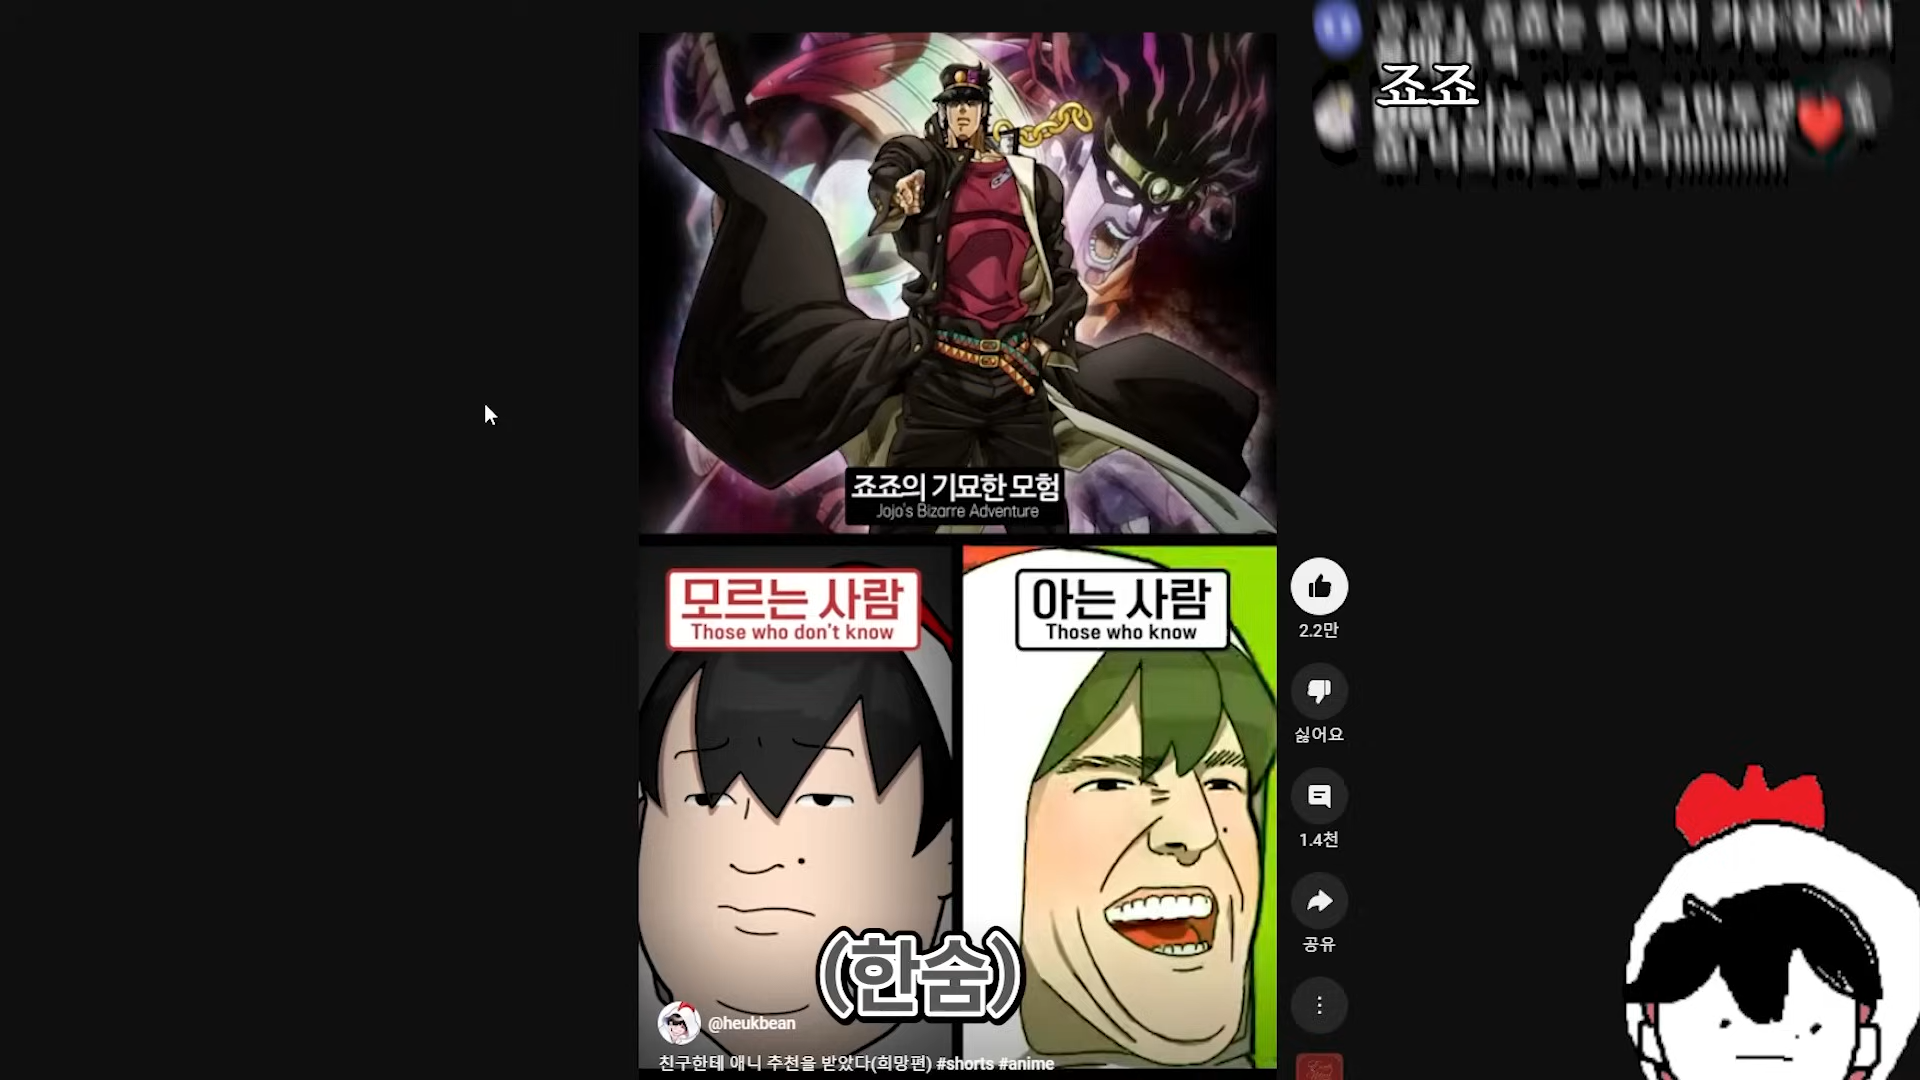 죠죠
죠죠의 기묘한 모험
Jojo's Bizarre Adventure
모르는 사람
Those who don't know
아는 사람
Those who know
2.2만
싫어요
1.4천
공유
(한숨)
@heukbean
친구한테 애니 추천을 받았다(희망편) #shorts #anime